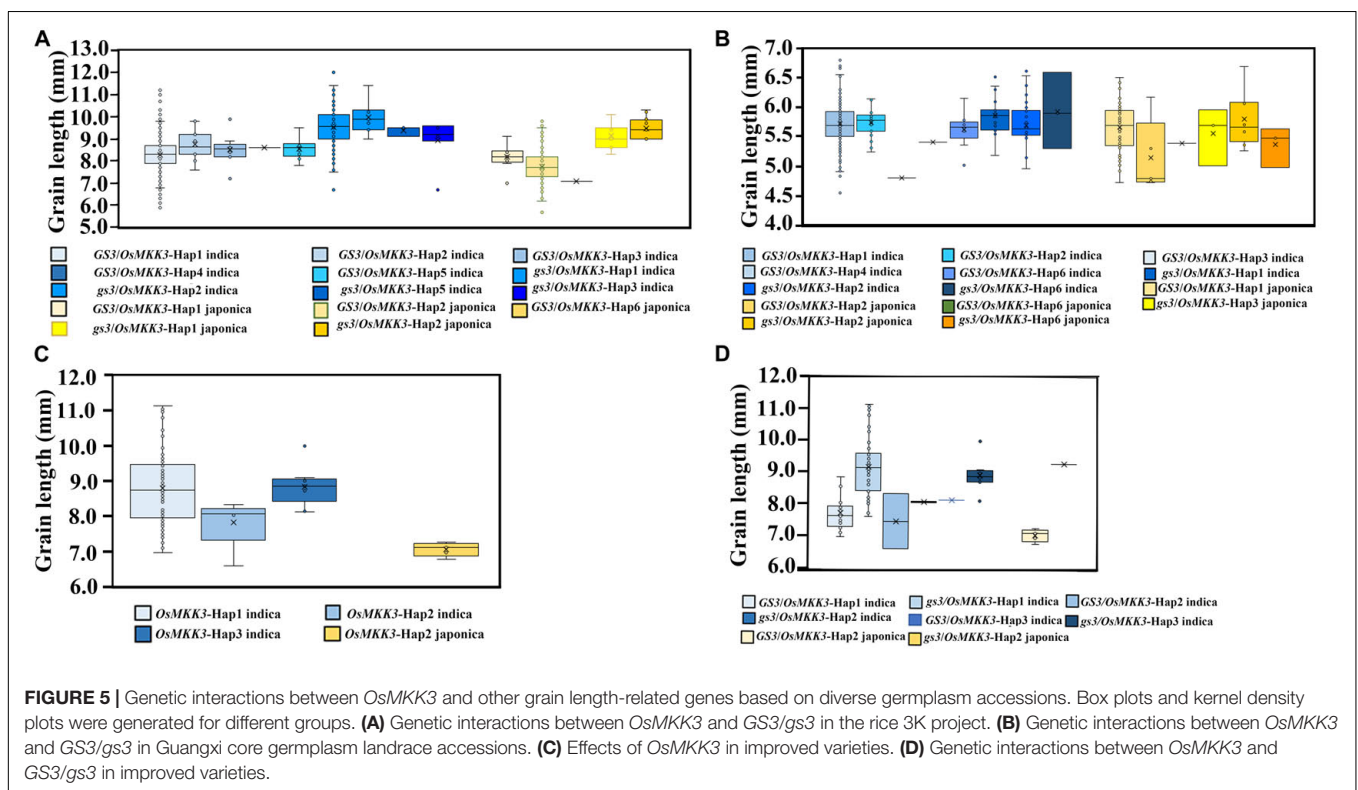 A
Grain length (mm)
13.0
12.0
11.0
10.0
9.0
8.0
7.0
6.0
5.0
GS3/OsMKK3-Hap1 indica
GS3/OsMKK3-Hap2 indica
GS3/OsMKK3-Hap3 indica
GS3/OsMKK3-Hap4 indica
GS3/OsMKK3-Hap5 indica
gs3/OsMKK3-Hap1 indica
gs3/OsMKK3-Hap2 indica
gs3/OsMKK3-Hap5 indica
gs3/OsMKK3-Hap3 indica
GS3/OsMKK3-Hap1 japonica
GS3/OsMKK3-Hap2 japonica
GS3/OsMKK3-Hap6 japonica
gs3/OsMKK3-Hap1 japonica
gs3/OsMKK3-Hap2 japonica
B
Grain length (mm)
7.0
6.5
6.0
5.5
5.0
4.5
4.0
GS3/OsMKK3-Hap1 indica
GS3/OsMKK3-Hap2 indica
GS3/OsMKK3-Hap3 indica
GS3/OsMKK3-Hap4 indica
GS3/OsMKK3-Hap6 indica
gs3/OsMKK3-Hap1 indica
gs3/OsMKK3-Hap2 indica
gs3/OsMKK3-Hap6 indica
GS3/OsMKK3-Hap1 japonica
GS3/OsMKK3-Hap2 japonica
GS3/OsMKK3-Hap6 japonica
gs3/OsMKK3-Hap3 japonica
gs3/OsMKK3-Hap2 japonica
gs3/OsMKK3-Hap6 japonica
C
Grain length (mm)
12.0
11.0
10.0
9.0
8.0
7.0
6.0
OsMKK3-Hap1 indica
OsMKK3-Hap2 indica
OsMKK3-Hap3 indica
OsMKK3-Hap2 japonica
D
Grain length (mm)
12.0
11.0
10.0
9.0
8.0
7.0
6.0
GS3/OsMKK3-Hap1 indica
gs3/OsMKK3-Hap1 indica
GS3/OsMKK3-Hap2 indica
gs3/OsMKK3-Hap2 indica
GS3/OsMKK3-Hap3 indica
gs3/OsMKK3-Hap3 indica
GS3/OsMKK3-Hap2 japonica
gs3/OsMKK3-Hap2 japonica
FIGURE 5 | Genetic interactions between OsMKK3 and other grain length-related genes based on diverse germplasm accessions. Box plots and kernel density
plots were generated for different groups. (A) Genetic interactions between OsMKK3 and GS3/gs3 in the rice 3K project. (B) Genetic interactions between OsMKK3
and GS3/gs3 in Guangxi core germplasm landrace accessions. (C) Effects of OsMKK3 in improved varieties. (D) Genetic interactions between OsMKK3 and
GS3/gs3 in improved varieties.